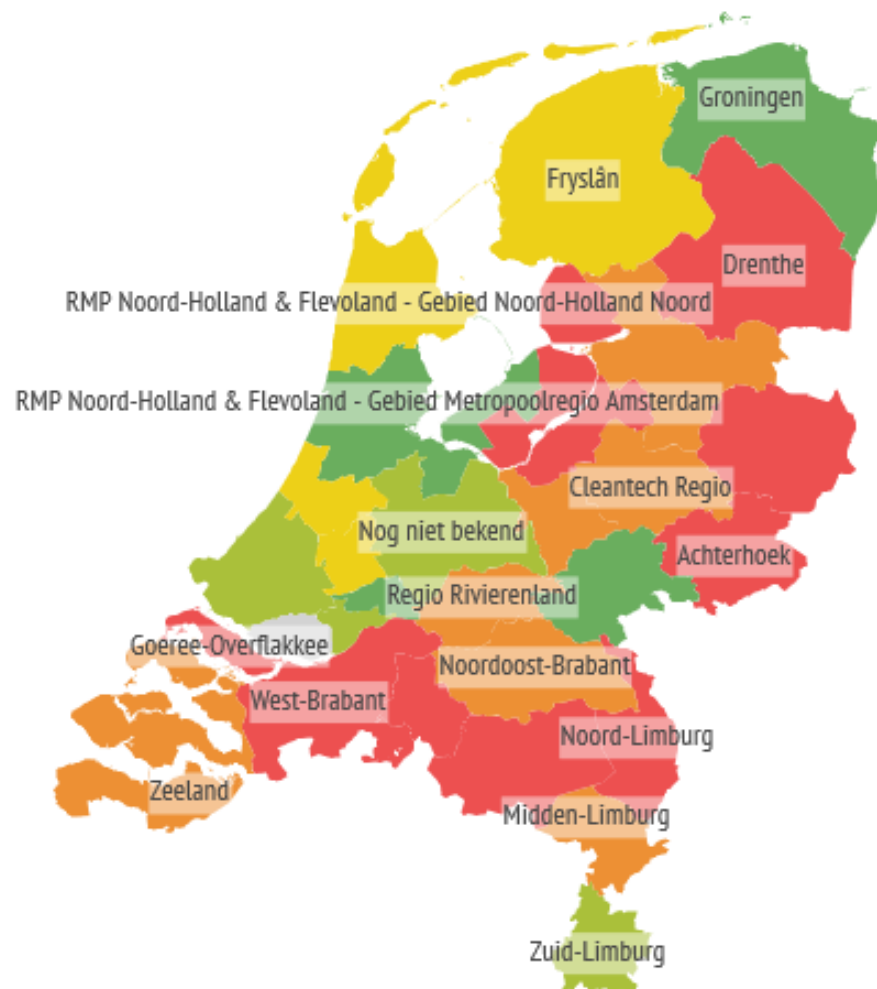 Groningen
Fryslân
Drenthe
RMP Noord-Holland & Flevoland - Gebied Noord-Holland Noord
RMP Noord-Holland & Flevoland - Gebied Metropoolregio Amsterdam
Cleantech Regio
Nog niet bekend
Achterhoek
Regio Rivierenland
Goeree-Overflakkee
Noordoost-Brabant
West-Brabant
Noord-Limburg
Zeeland
Midden-Limburg
Zuid-Limburg